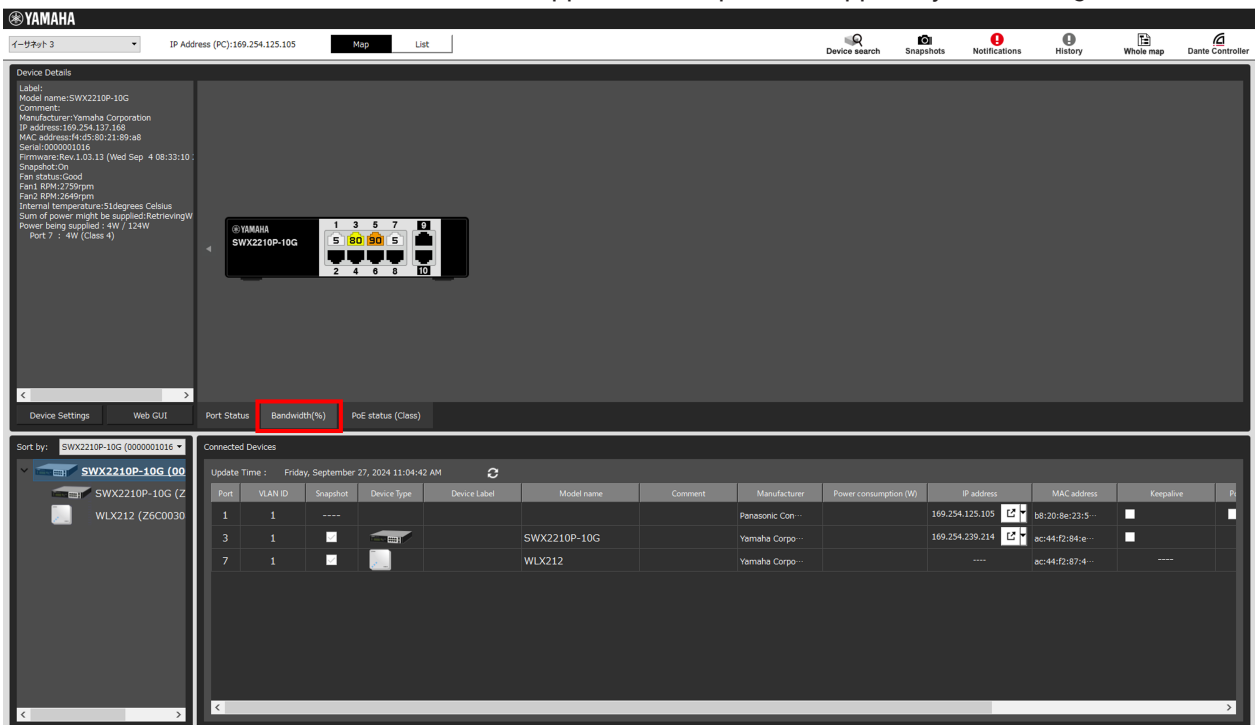 YAMAHA
イーサネット 3
IP Address (PC):169.254.125.105
Map
List
Device search
Snapshots
Notifications
History
Whole map
Dante Controller
Device Details
Label:
Model name:SWX2210P-10G
Comment:
Manufacturer:Yamaha Corporation
IP address:169.254.137.168
MAC address:f4:d5:80:21:89:a8
Serial:0000001016
Firmware:Rev.1.03.13 (Wed Sep 4 08:33:10
Snapshot:On
Fan status:Good
Fan1 RPM:2759rpm
Fan2 RPM:2649rpm
Internal temperature:51degrees Celsius
Sum of power might be supplied:RetrievingW
Power being supplied : 4W / 124W
Port 7 : 4W (Class 4)
YAMAHA
SWX2210P-10G
1 3 5 7 9
5 80 90 5
2 4 6 8 10
Device Settings
Web GUI
Port Status
Bandwidth(%)
PoE status (Class)
Sort by: SWX2210P-10G (0000001016
SWX2210P-10G (00
SWX2210P-10G (Z
WLX212 (Z6C0030
Connected Devices
Update Time : Friday, September 27, 2024 11:04:42 AM
Port VLAN ID Snapshot Device Type Device Label Model name Comment Manufacturer Power consumption (W) IP address MAC address Keepalive
1 1 ---- Panasonic Con··· 169.254.125.105 b8:20:8e:23:5···
3 1 SWX2210P-10G Yamaha Corpo··· 169.254.239.214 ac:44:f2:84:e···
7 1 WLX212 Yamaha Corpo··· ---- ac:44:f2:87:4··· ----